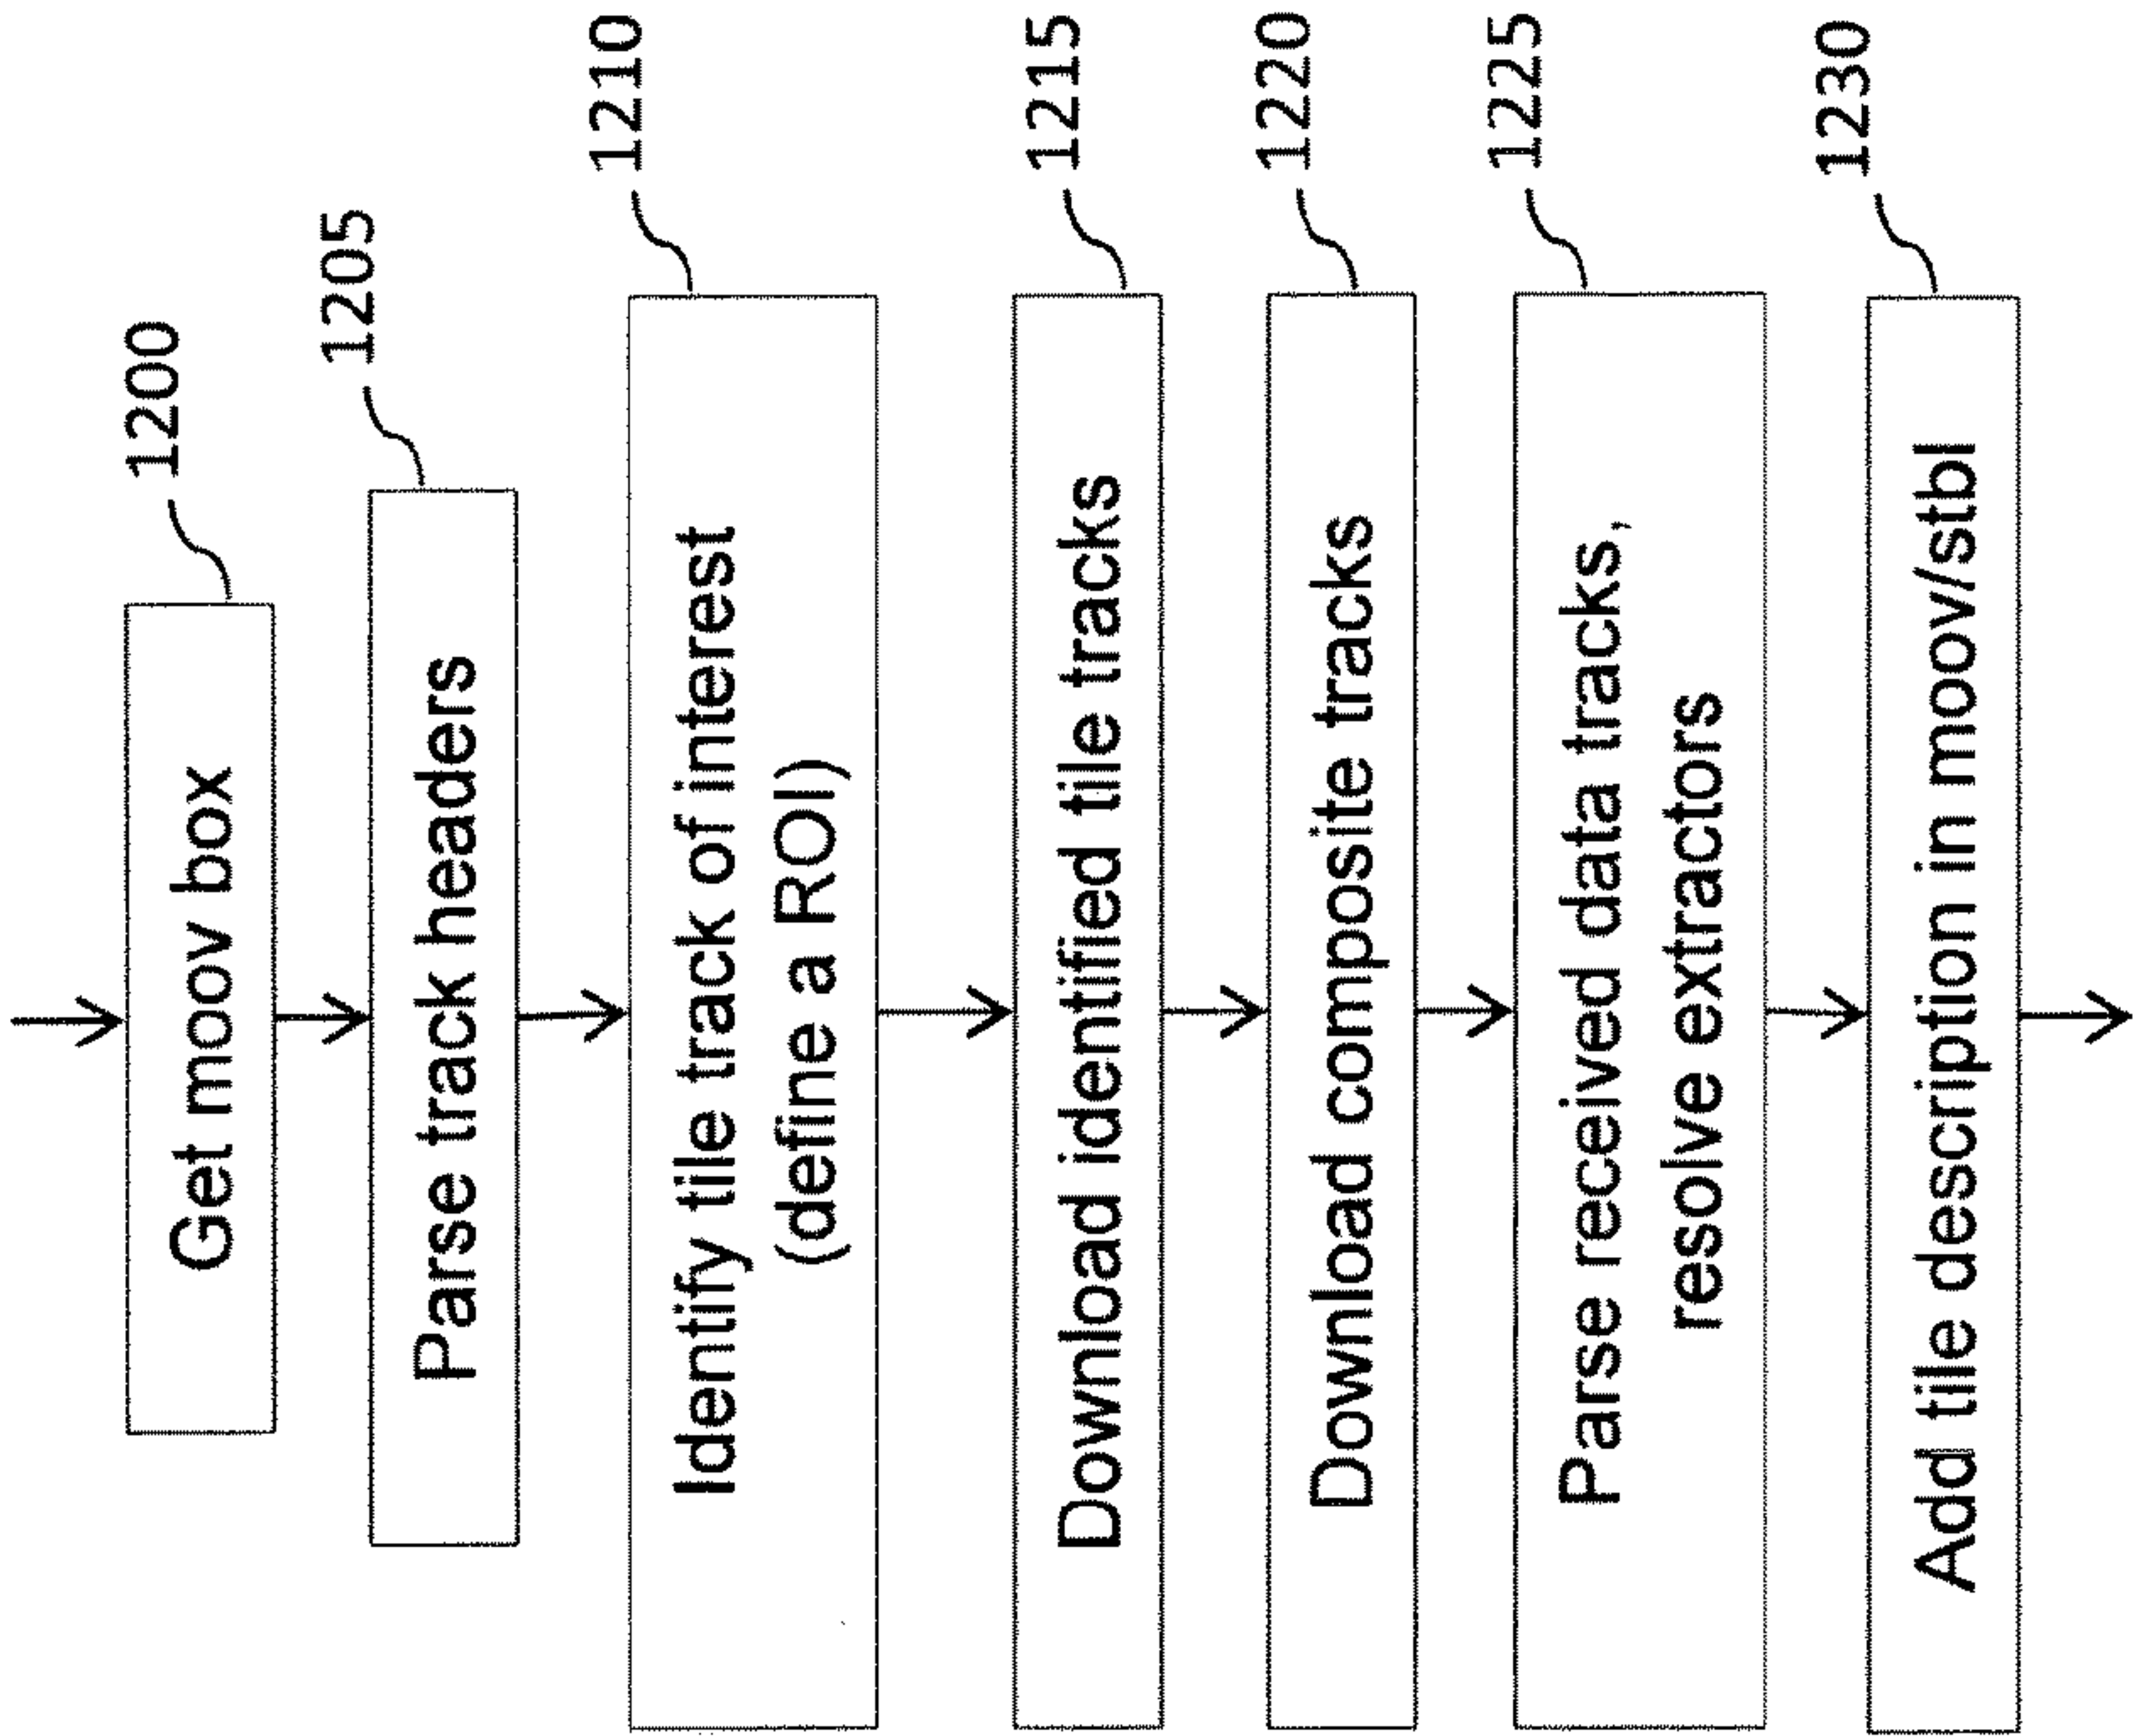 1200
Get moov box
1205
Parse track headers
1210
Identify tile track of interest
(define a ROI)
1215
Download identified tile tracks
1220
Download composite tracks
1225
Parse received data tracks,
resolve extractors
1230
Add tile description in moov/stbl